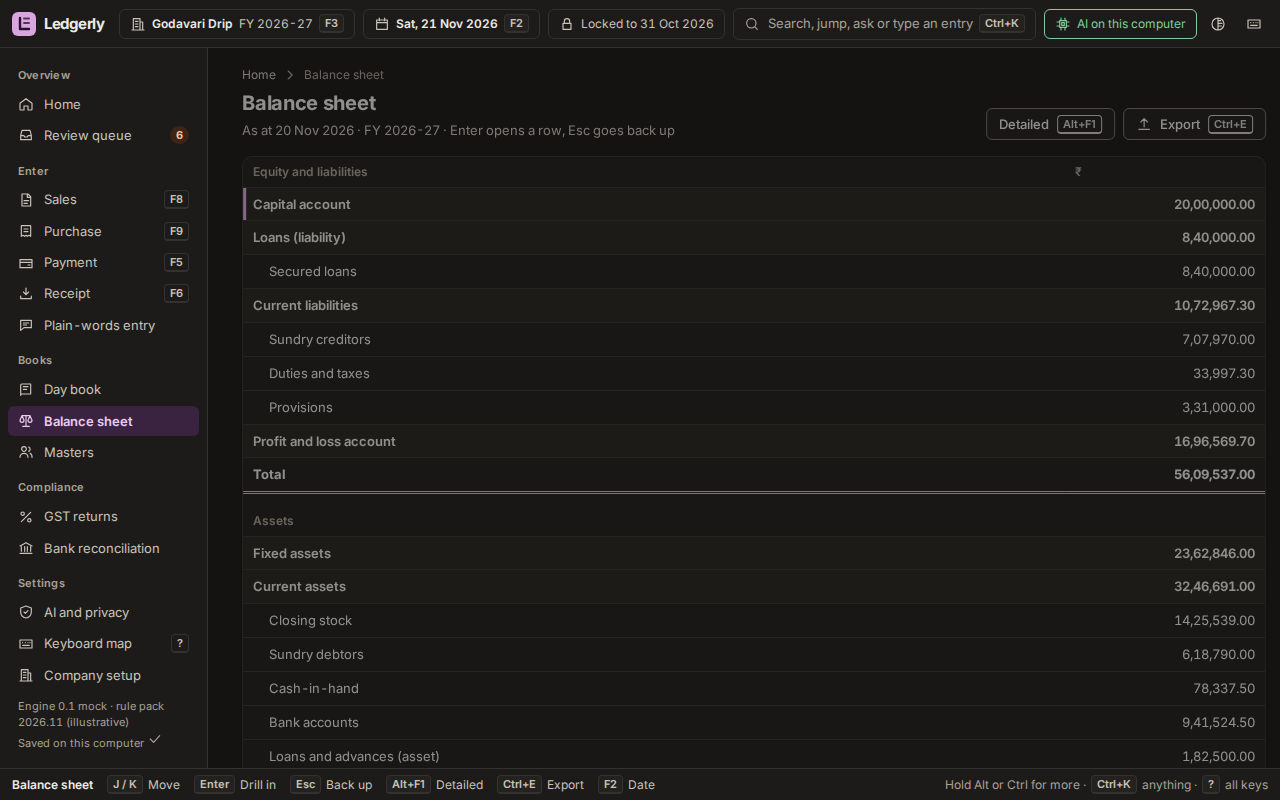 Ledgerly
Godavari Drip FY 2026-27 F3
Sat, 21 Nov 2026 F2
Locked to 31 Oct 2026
Search, jump, ask or type an entry Ctrl+K
AI on this computer
Overview
Home
Review queue 6
Enter
Sales F8
Purchase F9
Payment F5
Receipt F6
Plain-words entry
Books
Day book
Balance sheet
Masters
Compliance
GST returns
Bank reconciliation
Settings
AI and privacy
Keyboard map ?
Company setup
Engine 0.1 mock · rule pack
2026.11 (illustrative)
Saved on this computer
Home > Balance sheet
Balance sheet
As at 20 Nov 2026 · FY 2026-27 · Enter opens a row, Esc goes back up
Detailed Alt+F1
Export Ctrl+E
Equity and liabilities ₹
Capital account 20,00,000.00
Loans (liability) 8,40,000.00
Secured loans 8,40,000.00
Current liabilities 10,72,967.30
Sundry creditors 7,07,970.00
Duties and taxes 33,997.30
Provisions 3,31,000.00
Profit and loss account 16,96,569.70
Total 56,09,537.00
Assets
Fixed assets 23,62,846.00
Current assets 32,46,691.00
Closing stock 14,25,539.00
Sundry debtors 6,18,790.00
Cash-in-hand 78,337.50
Bank accounts 9,41,524.50
Loans and advances (asset) 1,82,500.00
Balance sheet J / K Move Enter Drill in Esc Back up Alt+F1 Detailed Ctrl+E Export F2 Date
Hold Alt or Ctrl for more · Ctrl+K anything · ? all keys